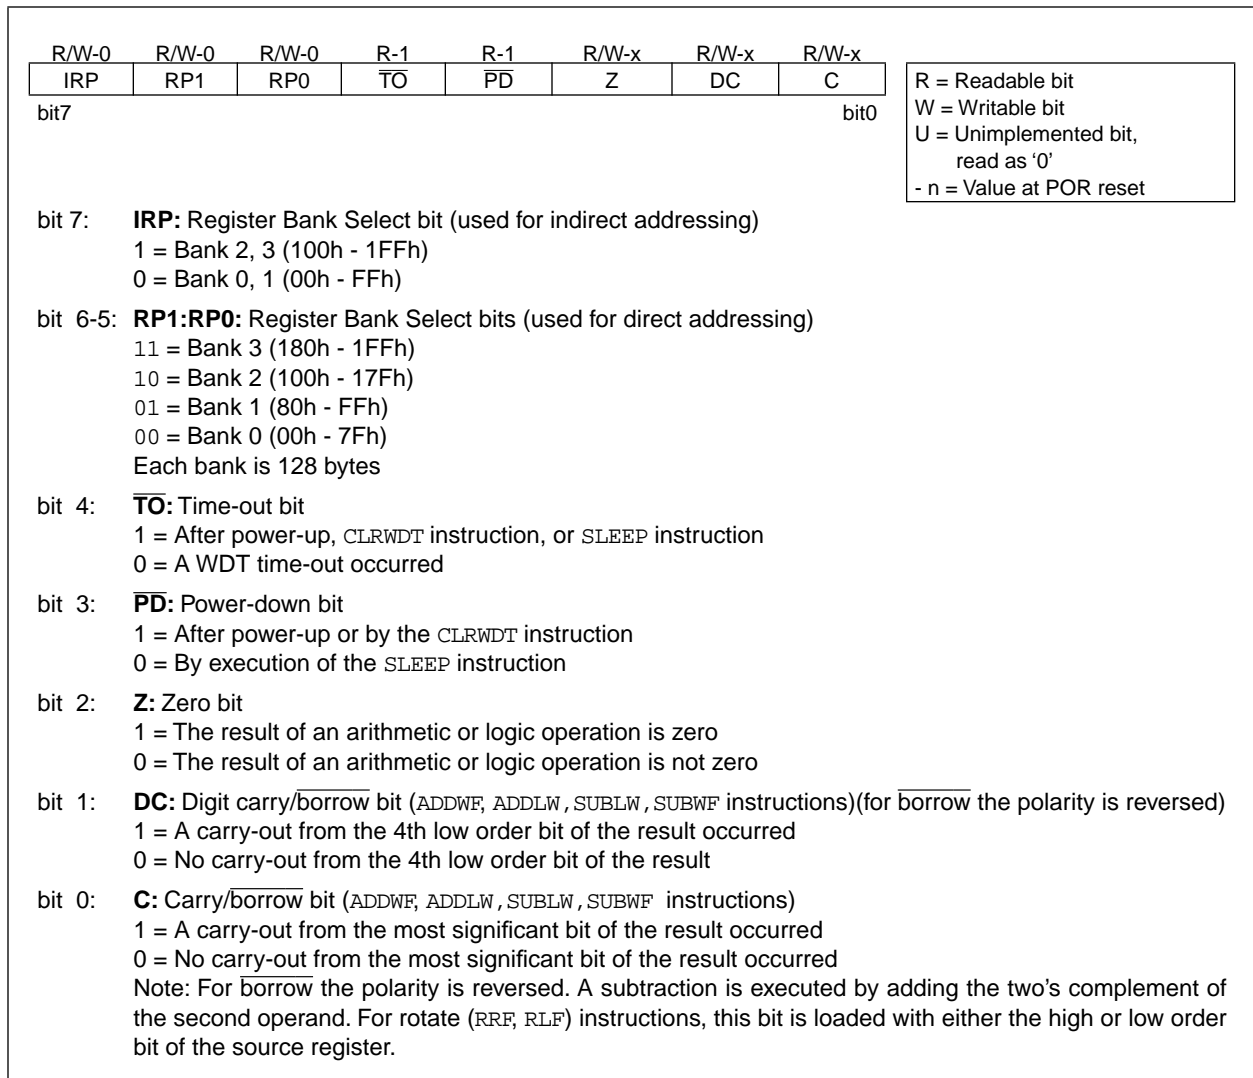 R/W-0 R/W-0 R/W-0 R-1 R-1 R/W-x R/W-x R/W-x
IRP RP1 RP0 T̅O̅ P̅D̅ Z DC C
bit7 bit0
R = Readable bit
W = Writable bit
U = Unimplemented bit,
read as ‘0’
- n = Value at POR reset
bit 7: IRP: Register Bank Select bit (used for indirect addressing)
1 = Bank 2, 3 (100h - 1FFh)
0 = Bank 0, 1 (00h - FFh)
bit 6-5: RP1:RP0: Register Bank Select bits (used for direct addressing)
11 = Bank 3 (180h - 1FFh)
10 = Bank 2 (100h - 17Fh)
01 = Bank 1 (80h - FFh)
00 = Bank 0 (00h - 7Fh)
Each bank is 128 bytes
bit 4: T̅O̅: Time-out bit
1 = After power-up, CLRWDT instruction, or SLEEP instruction
0 = A WDT time-out occurred
bit 3: P̅D̅: Power-down bit
1 = After power-up or by the CLRWDT instruction
0 = By execution of the SLEEP instruction
bit 2: Z: Zero bit
1 = The result of an arithmetic or logic operation is zero
0 = The result of an arithmetic or logic operation is not zero
bit 1: DC: Digit carry/b̅o̅r̅r̅o̅w̅ bit (ADDWF, ADDLW, SUBLW, SUBWF instructions)(for b̅o̅r̅r̅o̅w̅ the polarity is reversed)
1 = A carry-out from the 4th low order bit of the result occurred
0 = No carry-out from the 4th low order bit of the result
bit 0: C: Carry/b̅o̅r̅r̅o̅w̅ bit (ADDWF, ADDLW, SUBLW, SUBWF instructions)
1 = A carry-out from the most significant bit of the result occurred
0 = No carry-out from the most significant bit of the result occurred
Note: For b̅o̅r̅r̅o̅w̅ the polarity is reversed. A subtraction is executed by adding the two’s complement of
the second operand. For rotate (RRF, RLF) instructions, this bit is loaded with either the high or low order
bit of the source register.